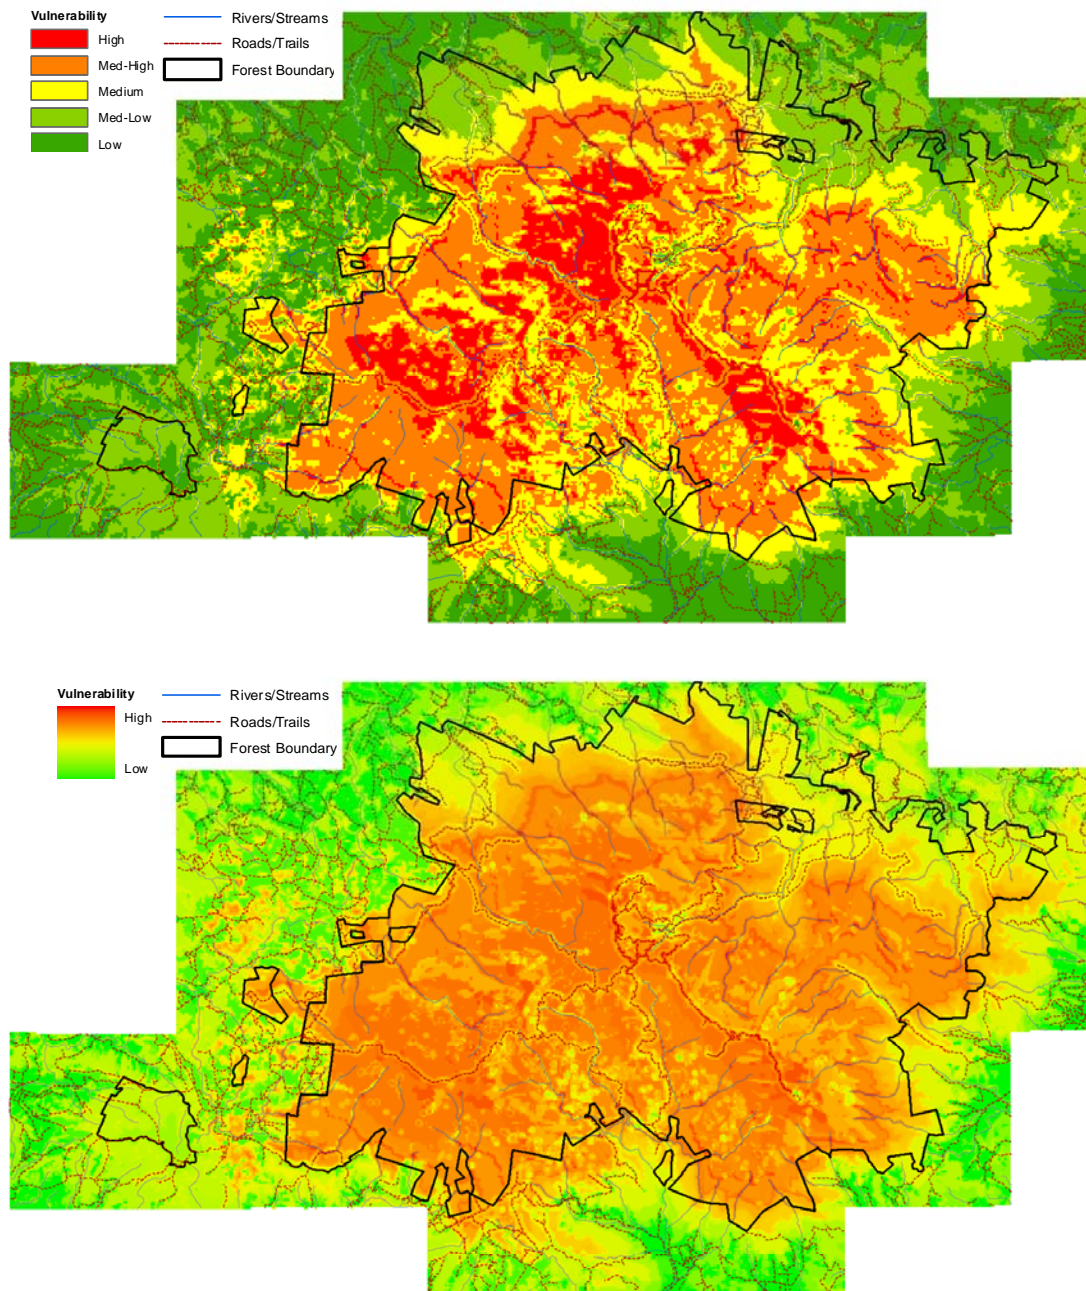 Vulnerability
High
Med-High
Medium
Med-Low
Low
Rivers/Streams
Roads/Trails
Forest Boundary
Vulnerability
High
Low
Rivers/Streams
Roads/Trails
Forest Boundary